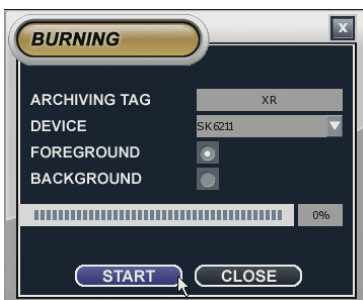 BURNING
X
ARCHIVING TAG XR
DEVICE SK6211
FOREGROUND
BACKGROUND
0%
START CLOSE